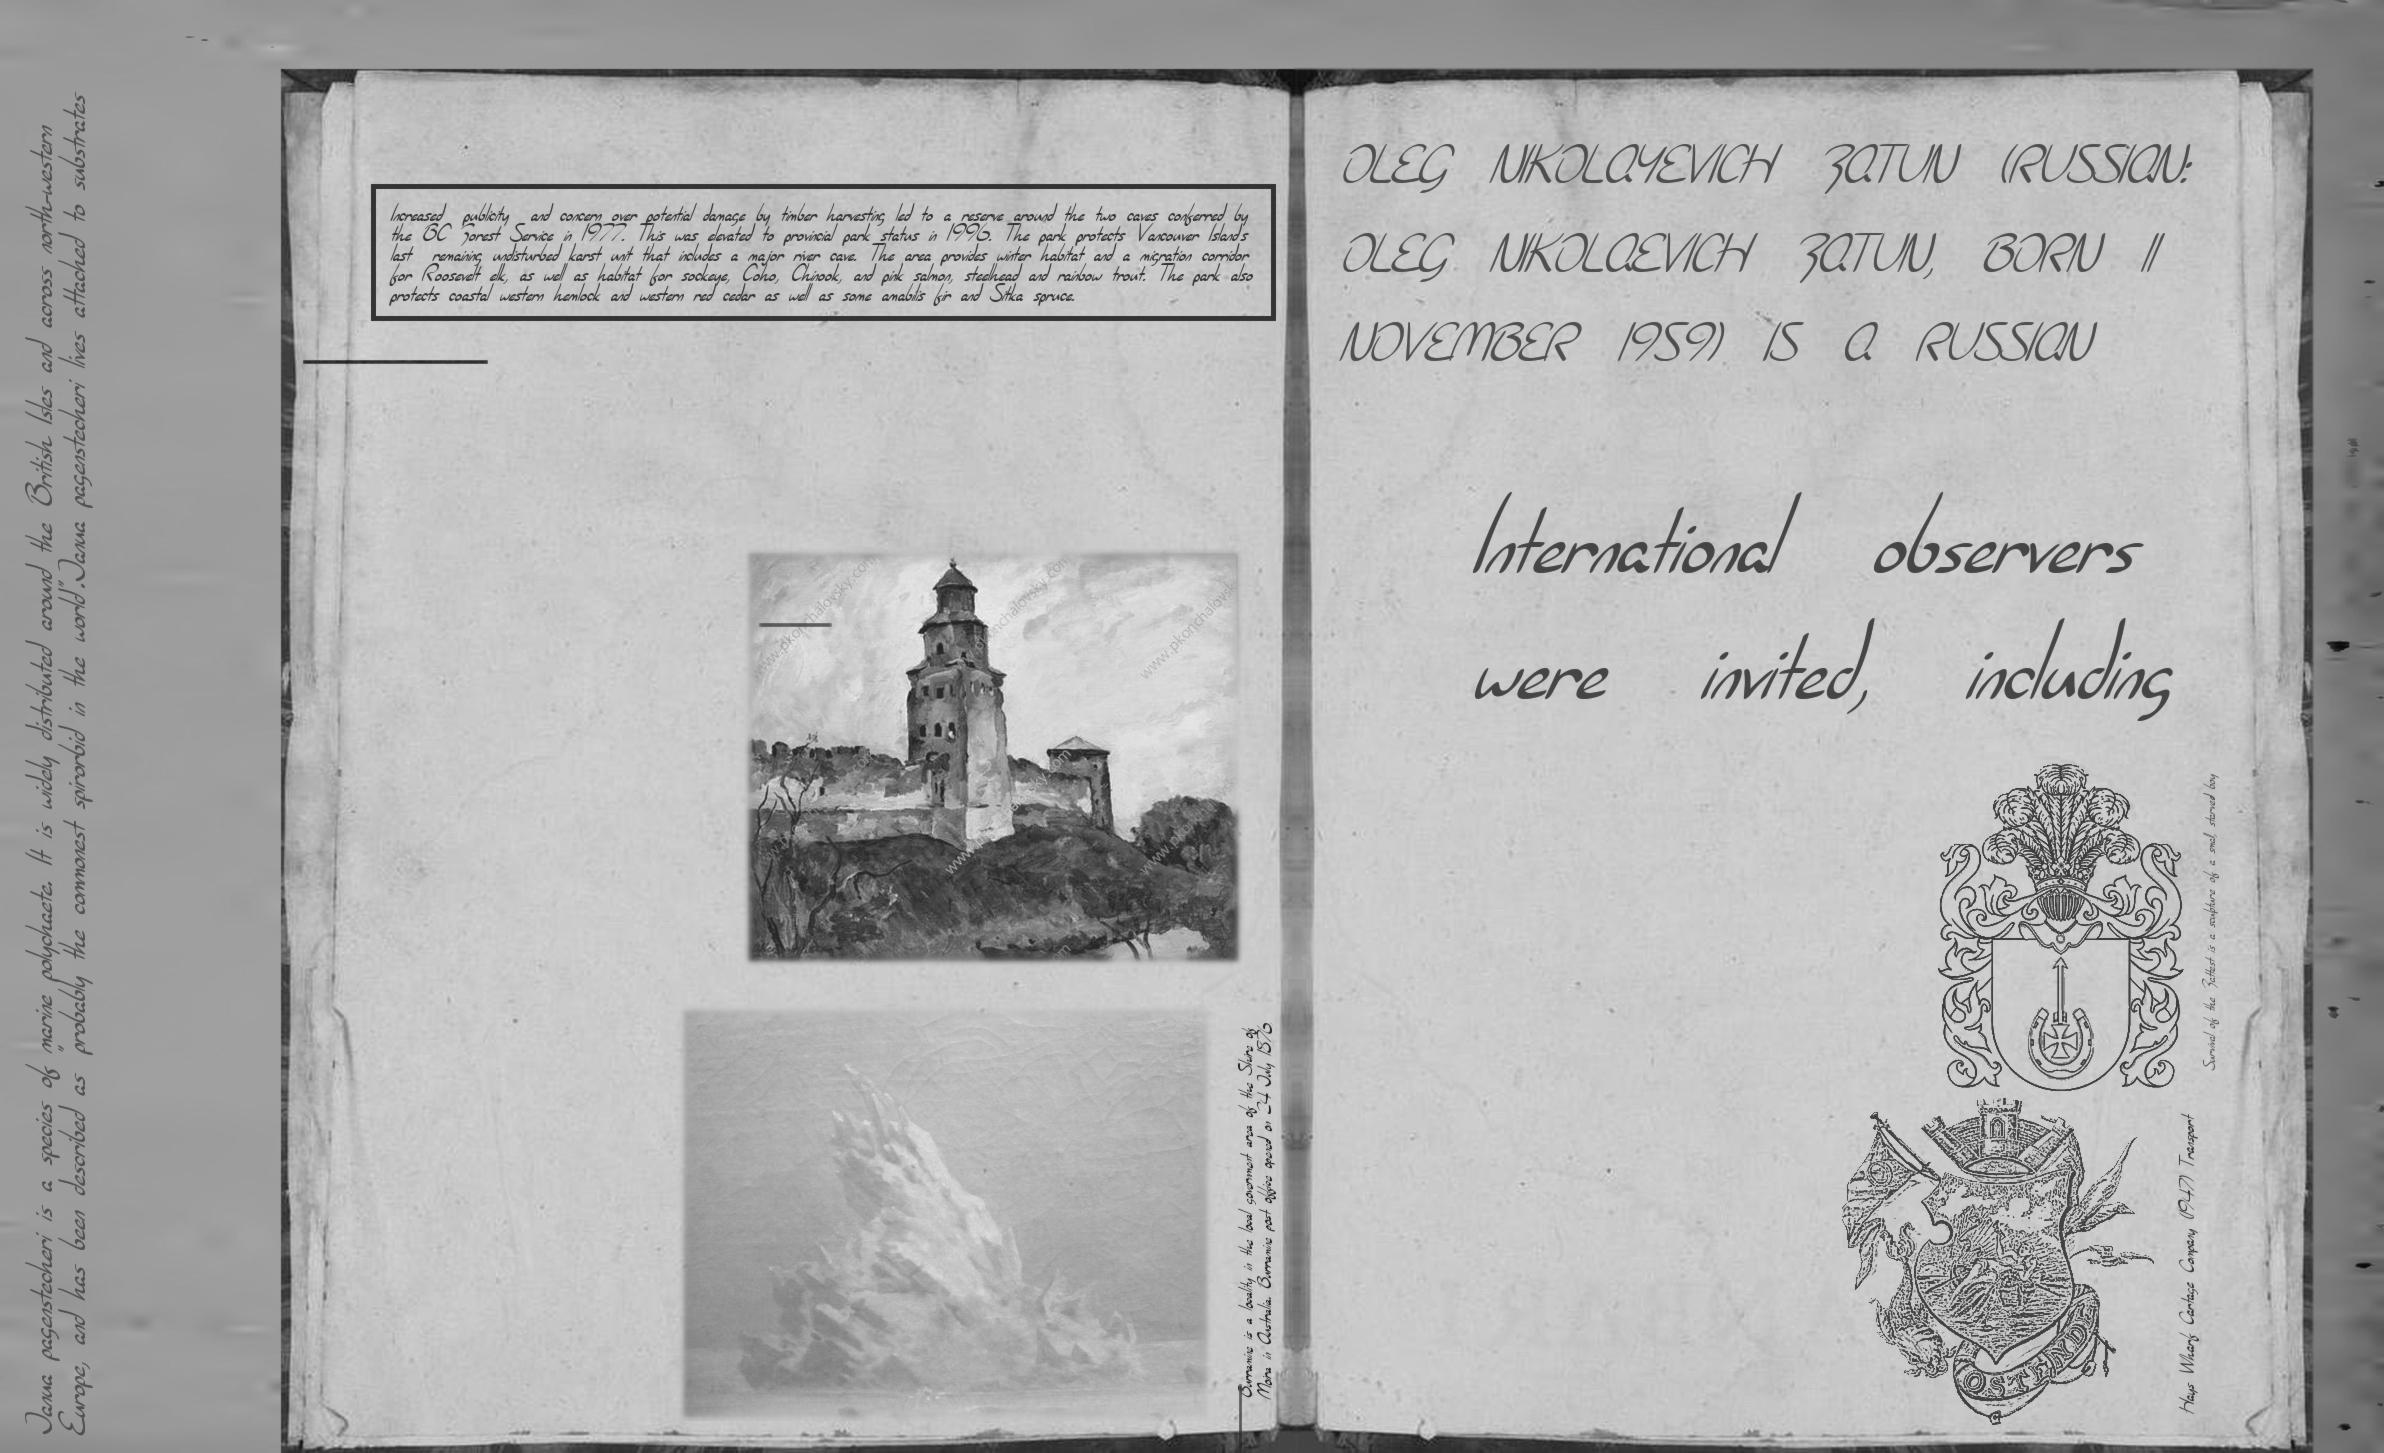 Janua pagenstecheri is a species of "marine polychaete. It is widely distributed around the British Isles and across north-western
Europe, and has been described as probably the commonest spirorbid in the world".Janua pagenstecheri lives attached to substrates
Increased publicity and concern over potential damage by timber harvesting led to a reserve around the two caves conferred by
the BC Forest Service in 1977. This was elevated to provincial park status in 1996. The park protects Vancouver Island's
last remaining undisturbed karst unit that includes a major river cave. The area provides winter habitat and a migration corridor
for Roosevelt elk, as well as habitat for sockeye, Coho, Chinook, and pink salmon, steelhead and rainbow trout. The park also
protects coastal western hemlock and western red cedar as well as some amabilis fir and Sitka spruce.
www.pkonchalovsky.com
is a locality in the local government area of the Shire of
in Australia. post office opened on 24 July 1876
OLEG NIKOLAYEVICH FATUN (RUSSIAN:
OLEG NIKOLAEVICH FATUN, BORN 11
NOVEMBER 1959) IS A RUSSIAN
International observers
were invited, including
Survival of the Fattest is a sculpture of a small, starved boy
Hays Wharf Cartage Company (1947) Transport
OSTEND